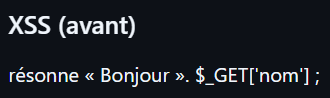 XSS (avant)
résonne « Bonjour ». $_GET['nom'] ;